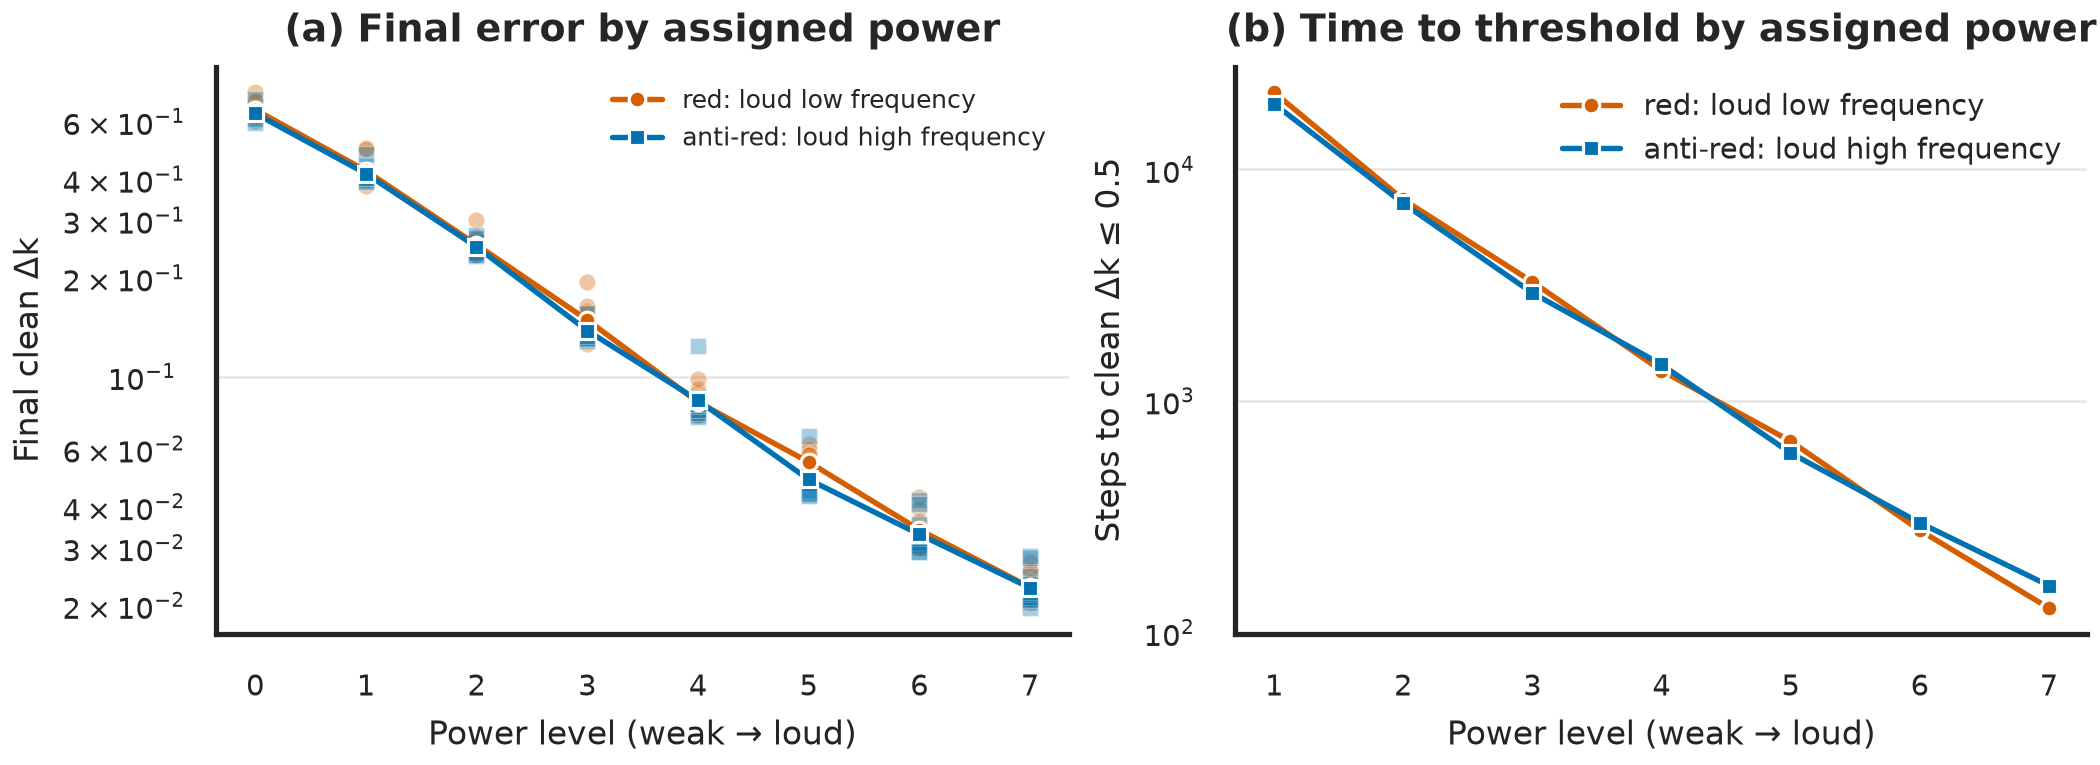 (a) Final error by assigned power
Final clean Δk
6 × 10⁻¹
4 × 10⁻¹
3 × 10⁻¹
2 × 10⁻¹
10⁻¹
6 × 10⁻²
4 × 10⁻²
3 × 10⁻²
2 × 10⁻²
red: loud low frequency
anti-red: loud high frequency
0 1 2 3 4 5 6 7
Power level (weak → loud)
(b) Time to threshold by assigned power
Steps to clean Δk ≤ 0.5
10⁴
10³
10²
red: loud low frequency
anti-red: loud high frequency
1 2 3 4 5 6 7
Power level (weak → loud)